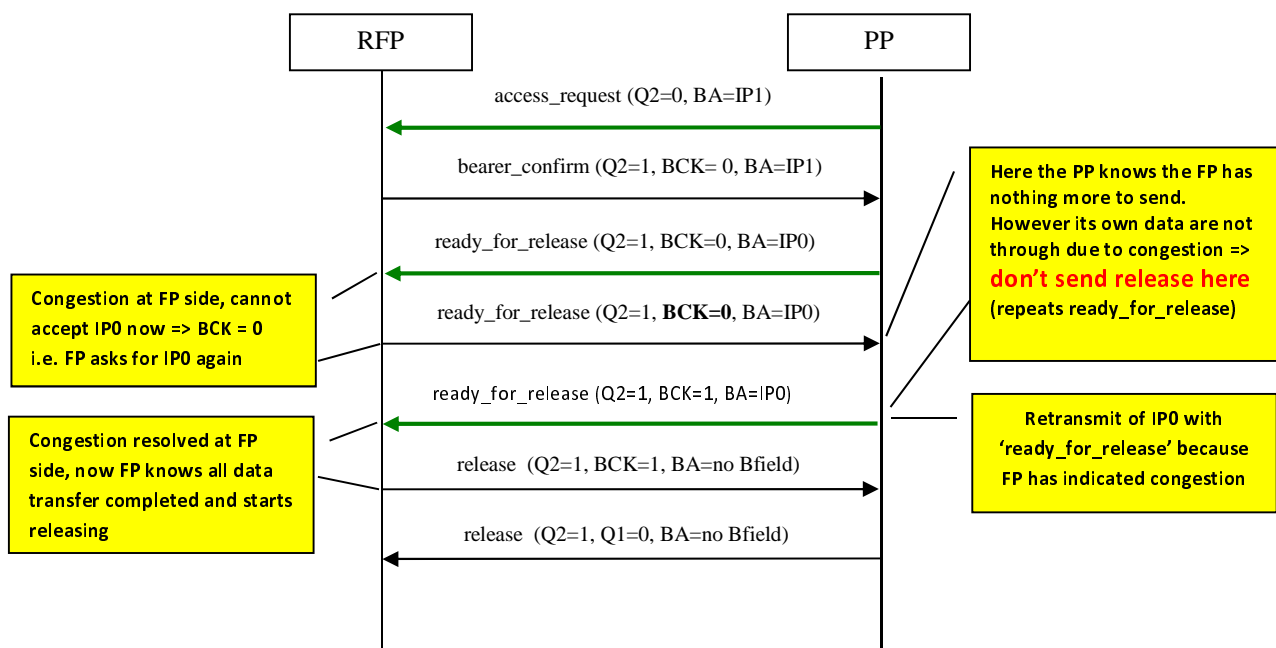 RFP
PP
access_request (Q2=0, BA=IP1)
bearer_confirm (Q2=1, BCK= 0, BA=IP1)
ready_for_release (Q2=1, BCK=0, BA=IP0)
ready_for_release (Q2=1, BCK=0, BA=IP0)
ready_for_release (Q2=1, BCK=1, BA=IP0)
release (Q2=1, BCK=1, BA=no Bfield)
release (Q2=1, Q1=0, BA=no Bfield)
Congestion at FP side, cannot
accept IP0 now => BCK = 0
i.e. FP asks for IP0 again
Congestion resolved at FP
side, now FP knows all data
transfer completed and starts
releasing
Here the PP knows the FP has
nothing more to send.
However its own data are not
through due to congestion =>
don't send release here
(repeats ready_for_release)
Retransmit of IP0 with
‘ready_for_release’ because
FP has indicated congestion